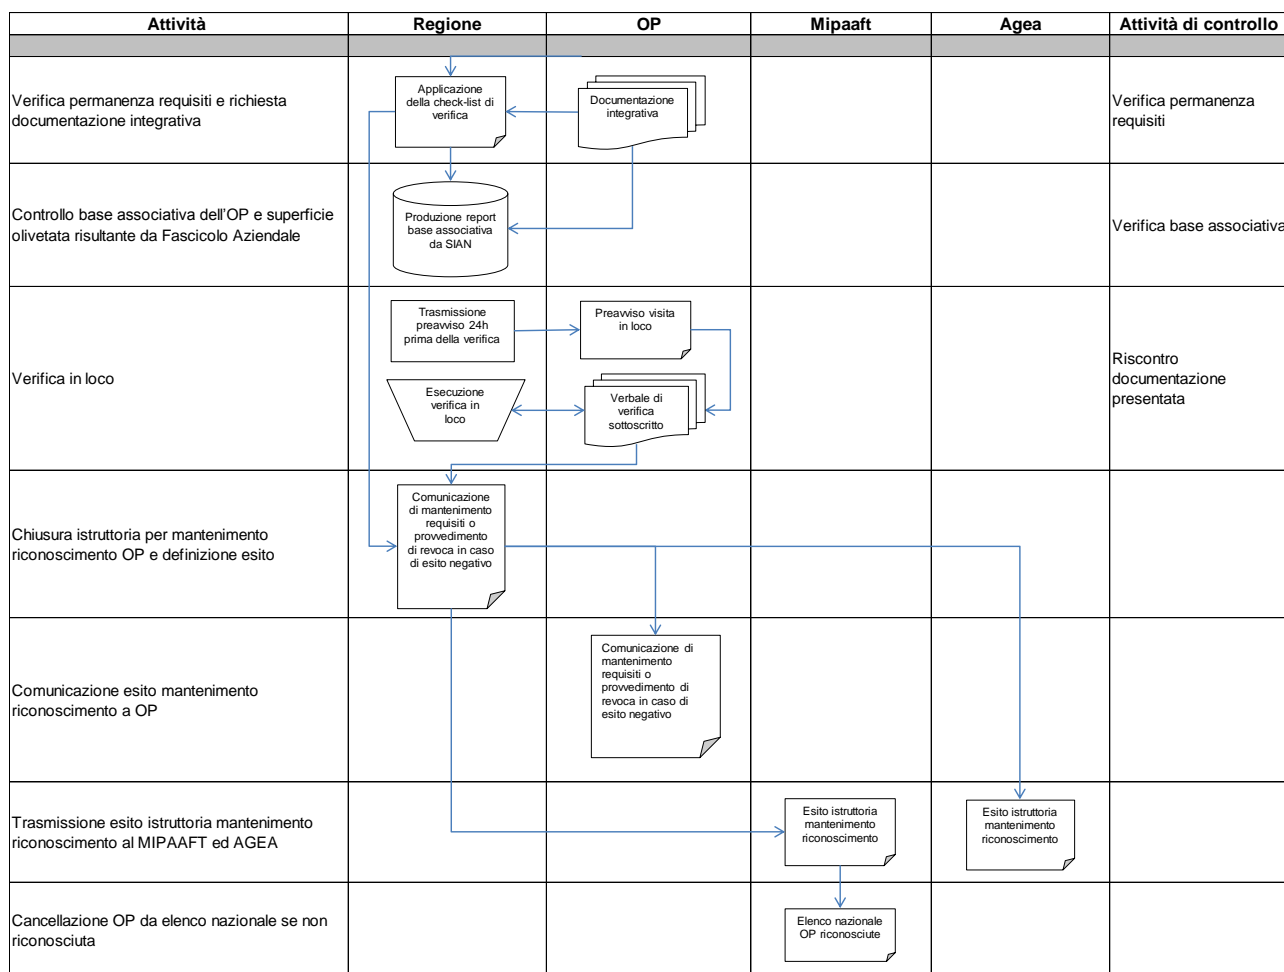 Attività
Regione
OP
Mipaaft
Agea
Attività di controllo
Verifica permanenza requisiti e richiesta
documentazione integrativa
Applicazione
della check-list di
verifica
Documentazione
integrativa
Verifica permanenza
requisiti
Controllo base associativa dell'OP e superficie
olivetata risultante da Fascicolo Aziendale
Produzione report
base associativa
da SIAN
Verifica base associativa
Verifica in loco
Trasmissione
preavviso 24h
prima della verifica
Preavviso visita
in loco
Esecuzione
verifica in
loco
Verbale di
verifica
sottoscritto
Riscontro
documentazione
presentata
Chiusura istruttoria per mantenimento
riconoscimento OP e definizione esito
Comunicazione
di mantenimento
requisiti o
provvedimento
di revoca in caso
di esito negativo
Comunicazione esito mantenimento
riconoscimento a OP
Comunicazione di
mantenimento
requisiti o
provvedimento di
revoca in caso di
esito negativo
Trasmissione esito istruttoria mantenimento
riconoscimento al MIPAAFT ed AGEA
Esito istruttoria
mantenimento
riconoscimento
Esito istruttoria
mantenimento
riconoscimento
Cancellazione OP da elenco nazionale se non
riconosciuta
Elenco nazionale
OP riconosciute